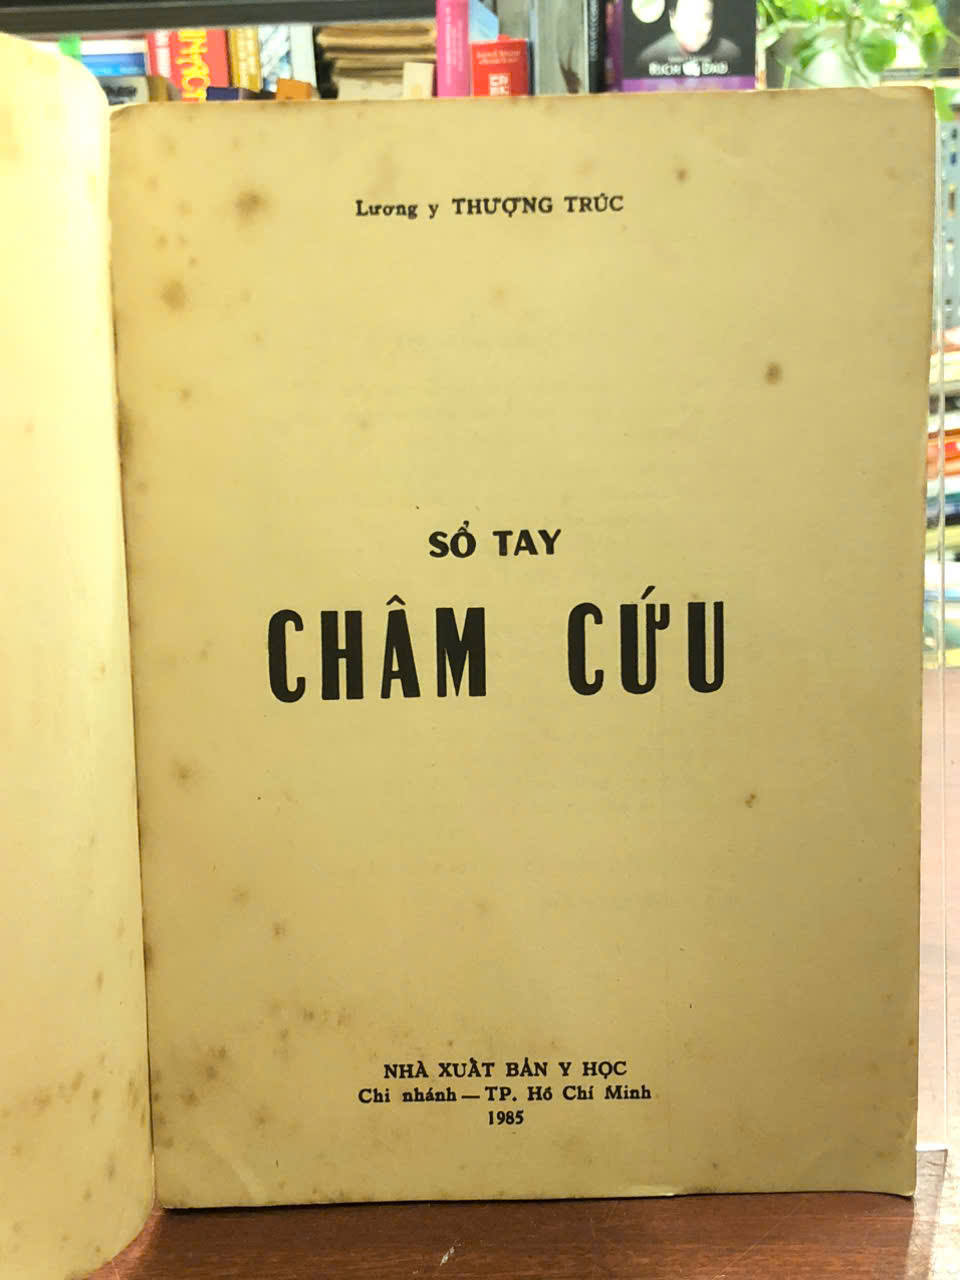 Lương y THƯỢNG TRÚC
SỔ TAY
CHÂM CỨU
NHÀ XUẤT BẢN Y HỌC
Chi nhánh — TP. Hồ Chí Minh
1985